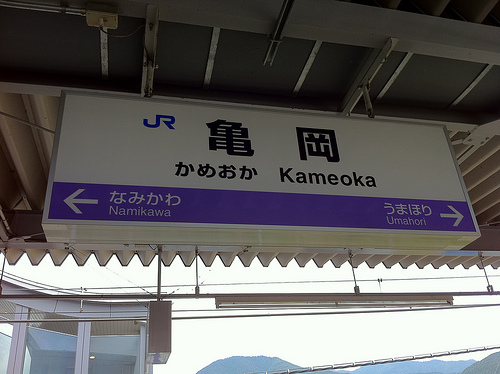 JR 亀岡
かめおか Kameoka
← なみかわ うまほり →
Namikawa Umahori